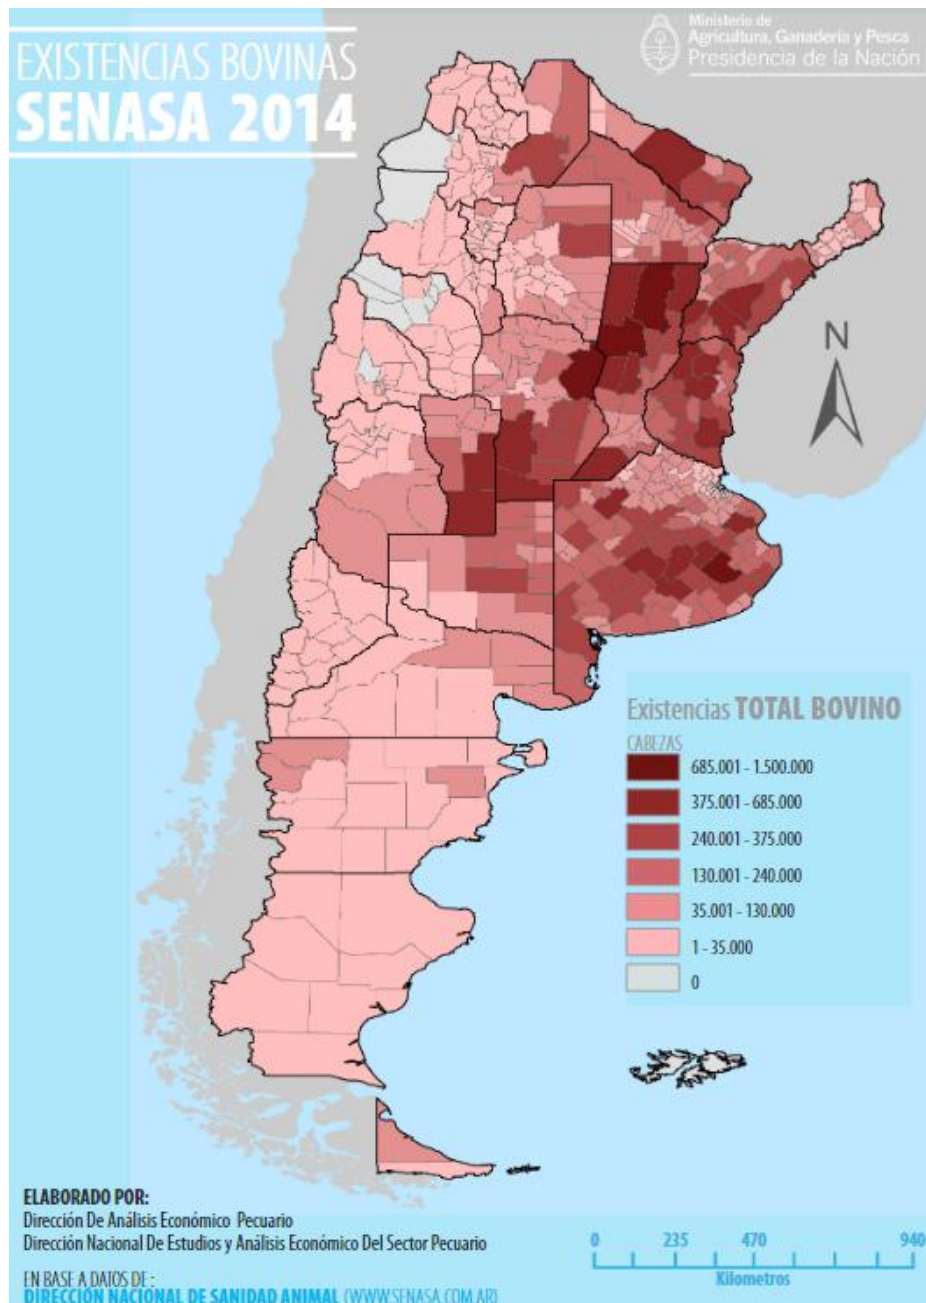 EXISTENCIAS BOVINAS
SENASA 2014
Ministerio de
Agricultura, Ganadería y Pesca
Presidencia de la Nación
N
Existencias TOTAL BOVINO
CABEZAS
685.001 - 1.500.000
375.001 - 685.000
240.001 - 375.000
130.001 - 240.000
35.001 - 130.000
1 - 35.000
0
ELABORADO POR:
Dirección De Análisis Económico Pecuario
Dirección Nacional De Estudios y Análisis Económico Del Sector Pecuario
EN BASE A DATOS DE :
DIRECCIÓN NACIONAL DE SANIDAD ANIMAL (WWW.SENASA.COM.AR)
0 235 470 940
Kilometros